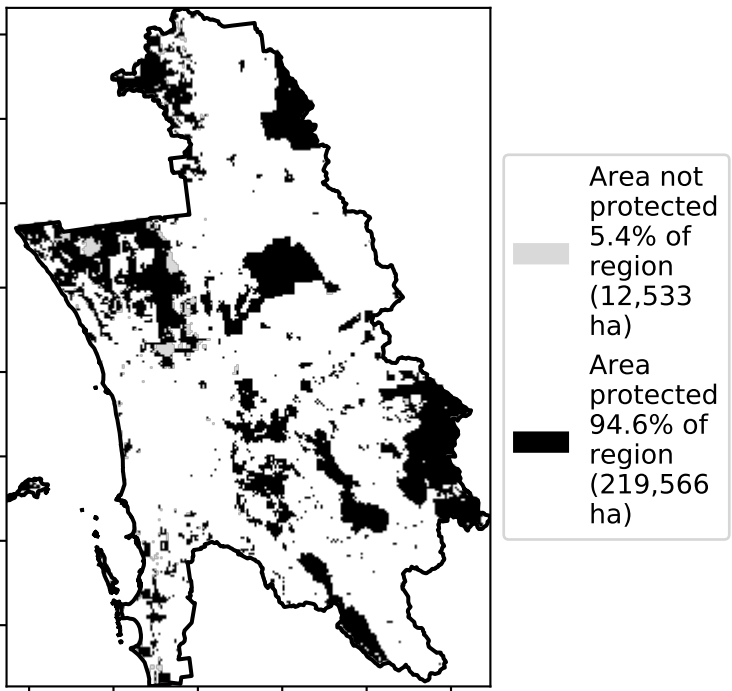 Area not
protected
5.4% of
region
(12,533
ha)
Area
protected
94.6% of
region
(219,566
ha)